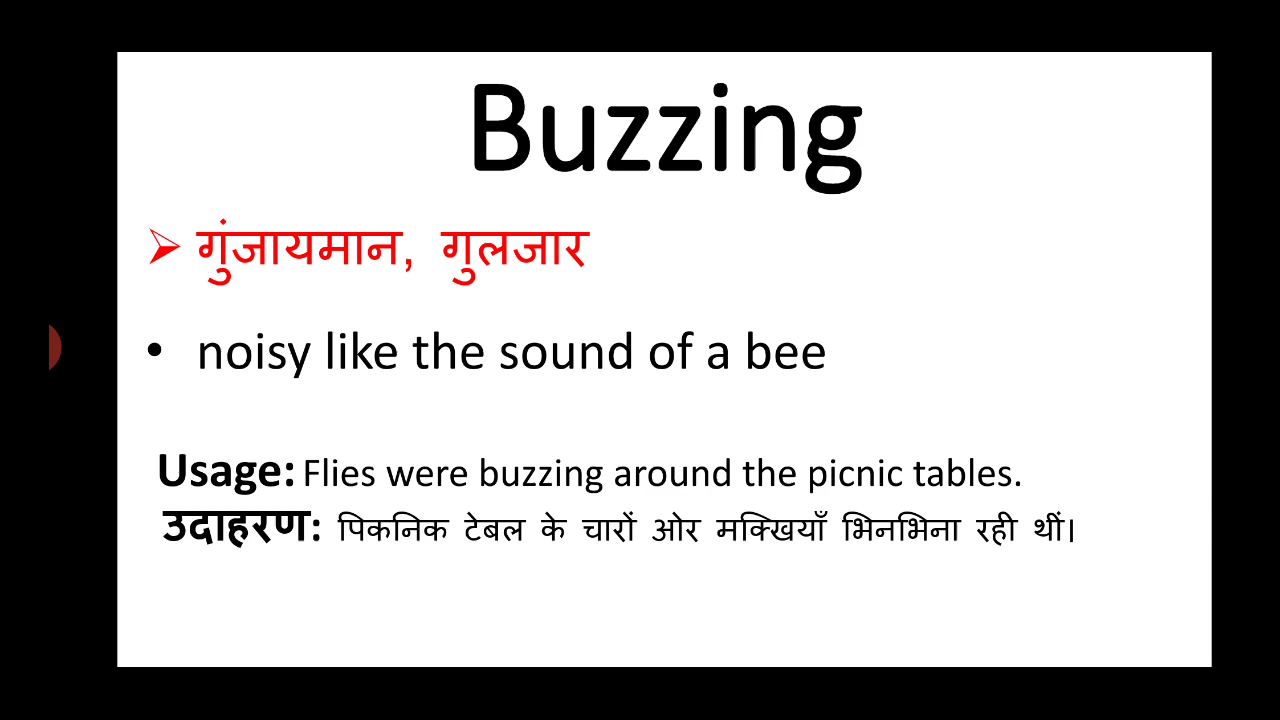 Buzzing
➢ गुंजायमान, गुलजार
• noisy like the sound of a bee
Usage: Flies were buzzing around the picnic tables.
उदाहरण: पिकनिक टेबल के चारों ओर मक्खियाँ भिनभिना रही थीं।